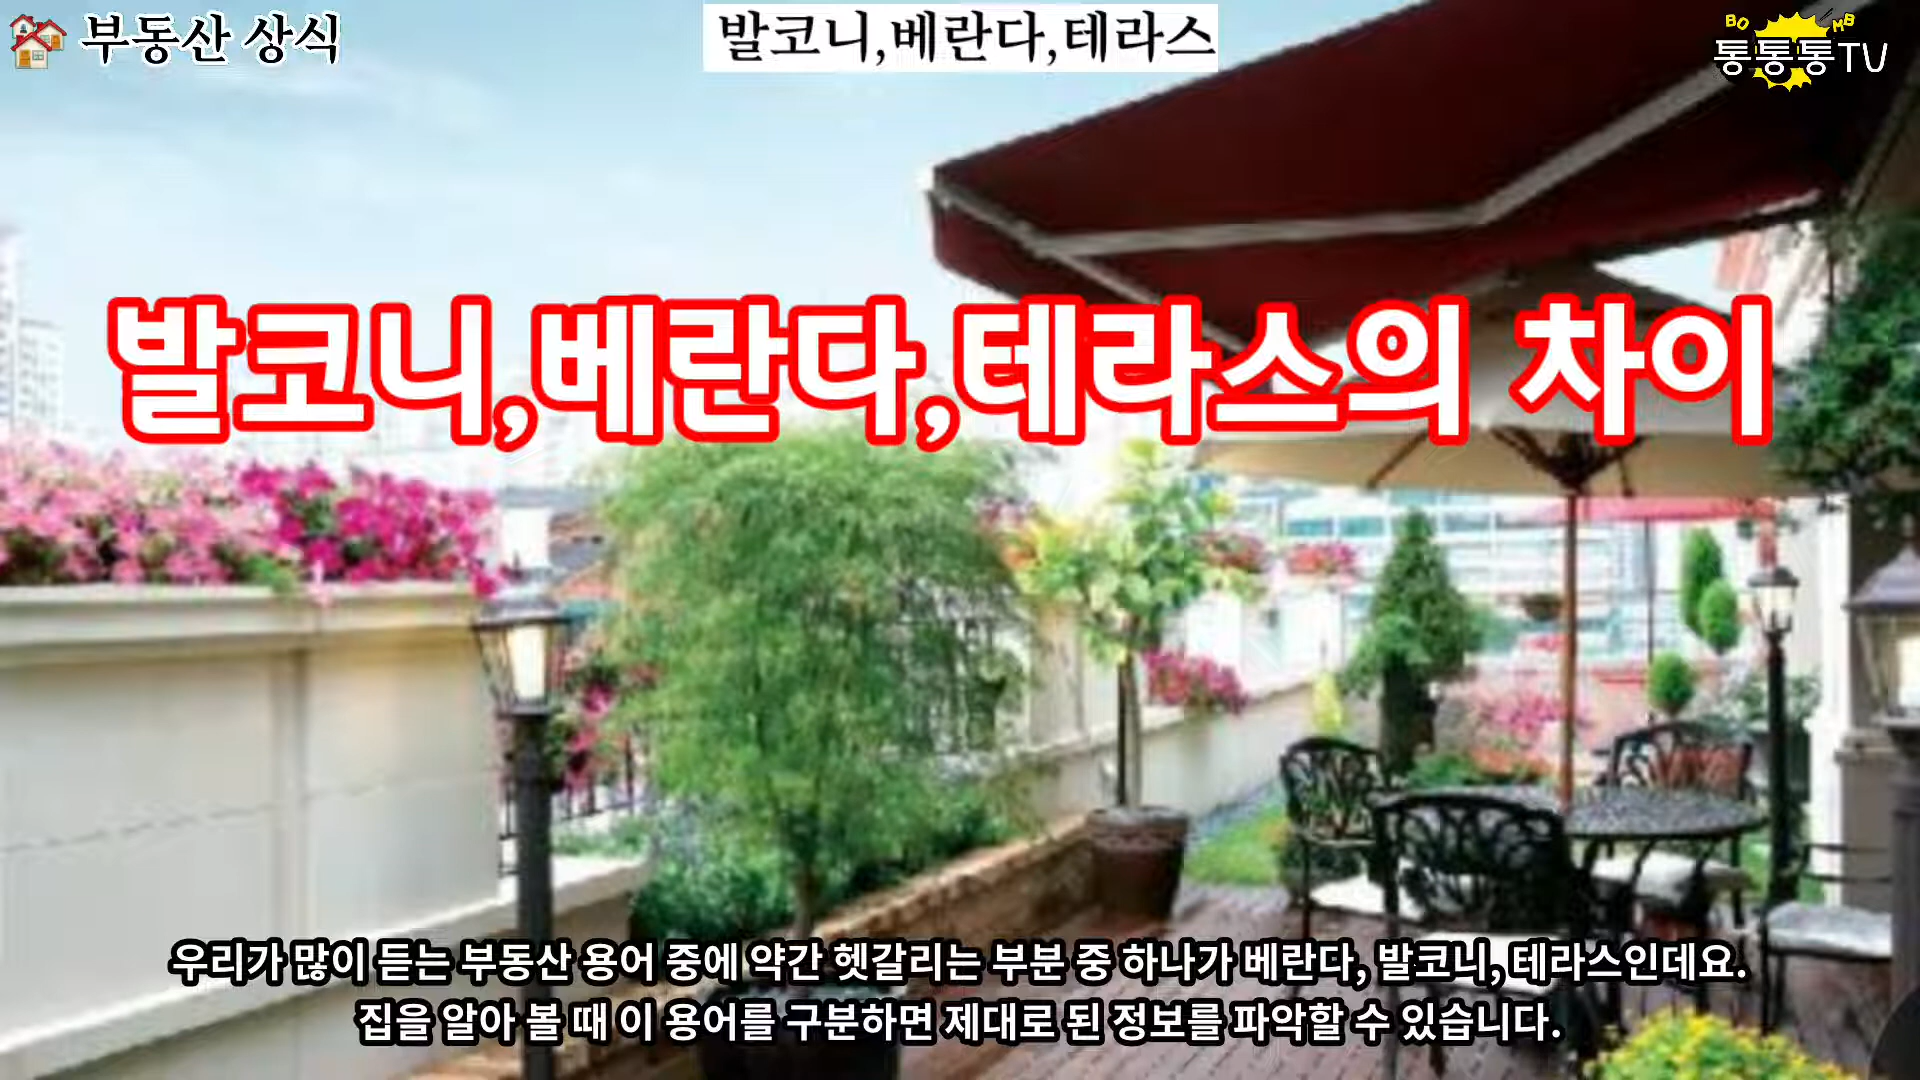 부동산 상식
발코니,베란다,테라스
BOMB
통통통TV
발코니,베란다,테라스의 차이
우리가 많이 듣는 부동산 용어 중에 약간 헷갈리는 부분 중 하나가 베란다, 발코니, 테라스인데요.
집을 알아 볼 때 이 용어를 구분하면 제대로 된 정보를 파악할 수 있습니다.